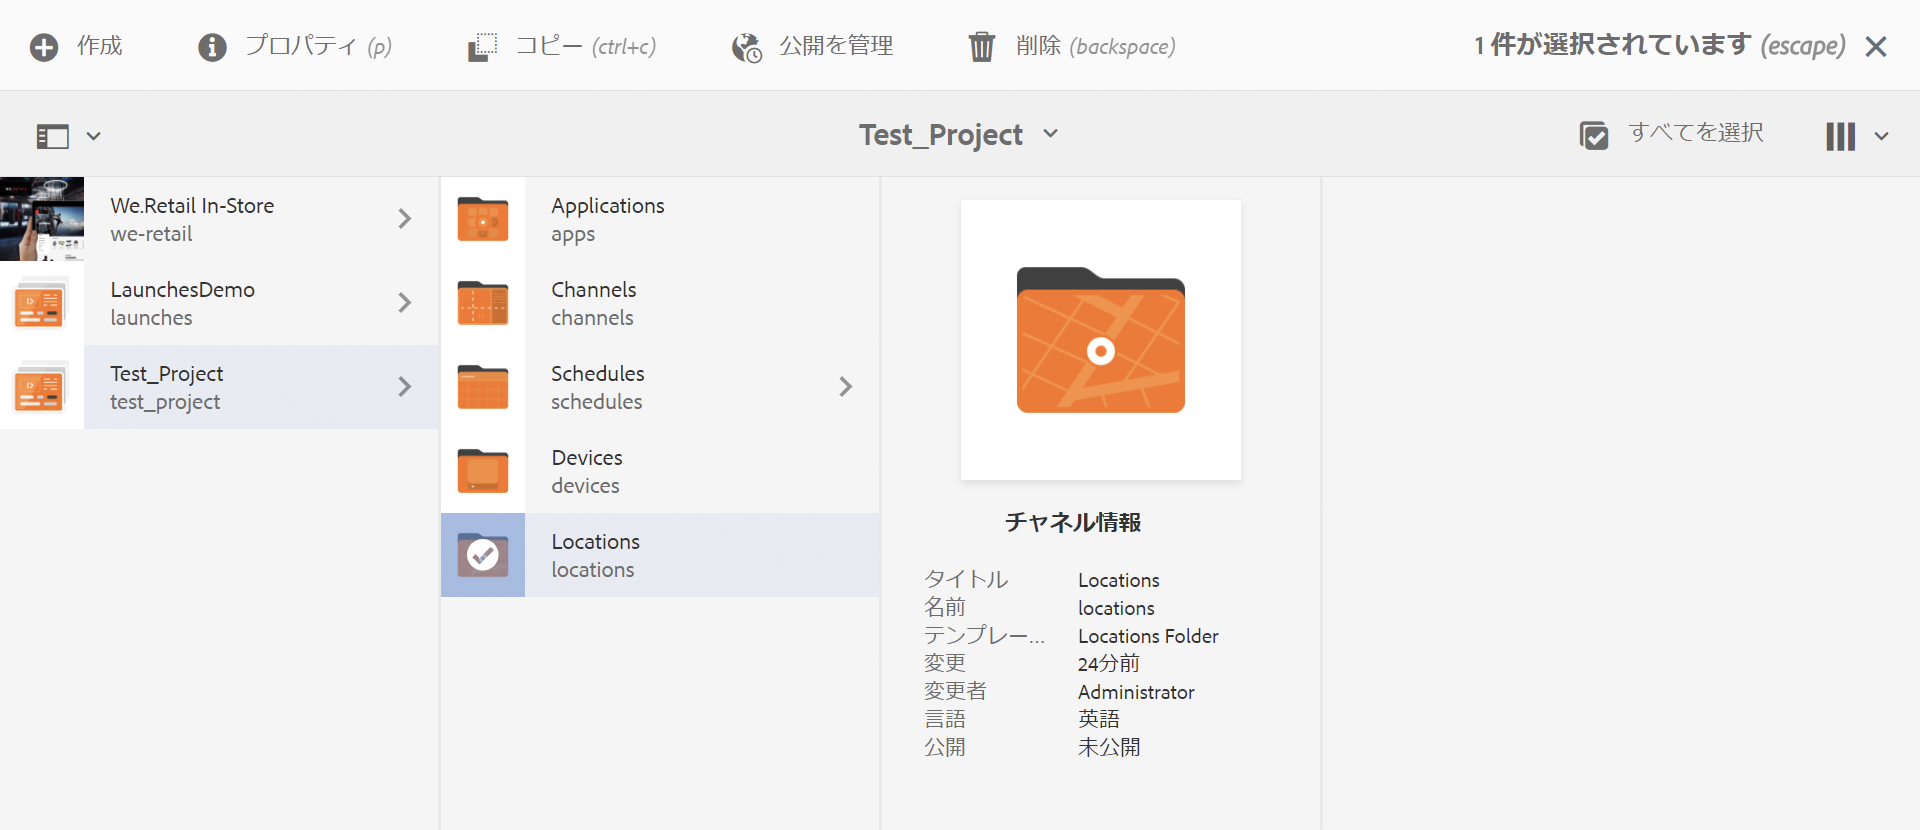 作成
プロパティ (p)
コピー (ctrl+c)
公開を管理
削除 (backspace)
1 件が選択されています (escape)
Test_Project
すべてを選択
We.Retail In-Store
we-retail
LaunchesDemo
launches
Test_Project
test_project
Applications
apps
Channels
channels
Schedules
schedules
Devices
devices
Locations
locations
チャネル情報
タイトル Locations
名前 locations
テンプレー... Locations Folder
変更 24分前
変更者 Administrator
言語 英語
公開 未公開